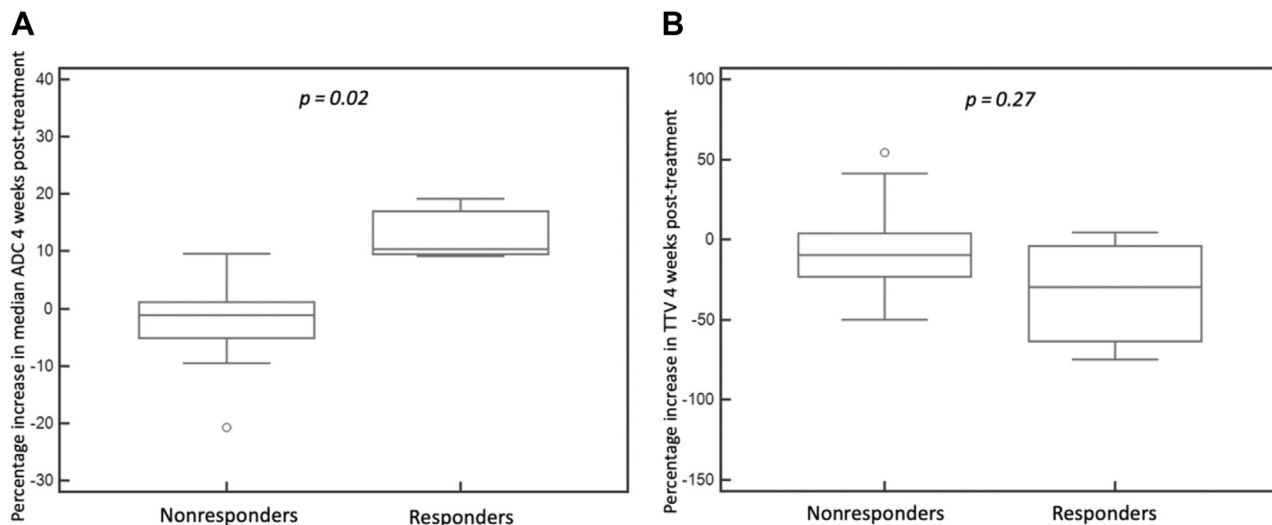 A
Percentage increase in median ADC 4 weeks post-treatment
40
30
20
10
0
-10
-20
-30
p = 0.02
Nonresponders
Responders
B
Percentage increase in TTV 4 weeks post-treatment
100
50
0
-50
-100
-150
p = 0.27
Nonresponders
Responders